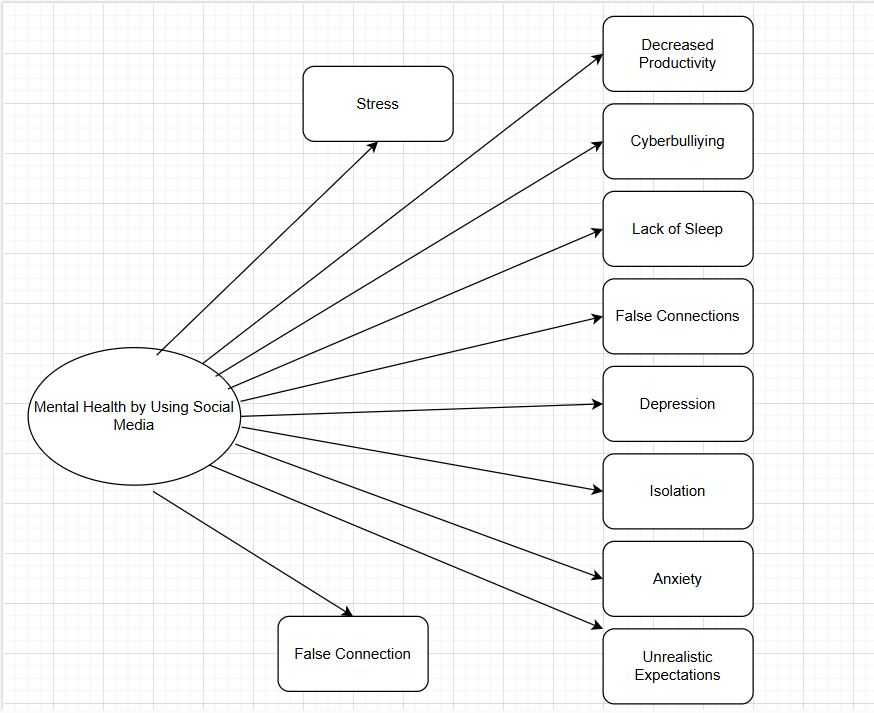 Decreased
Productivity
Stress
Cyberbulliying
Lack of Sleep
False Connections
Mental Health by Using Social
Media
Depression
Isolation
Anxiety
False Connection
Unrealistic
Expectations